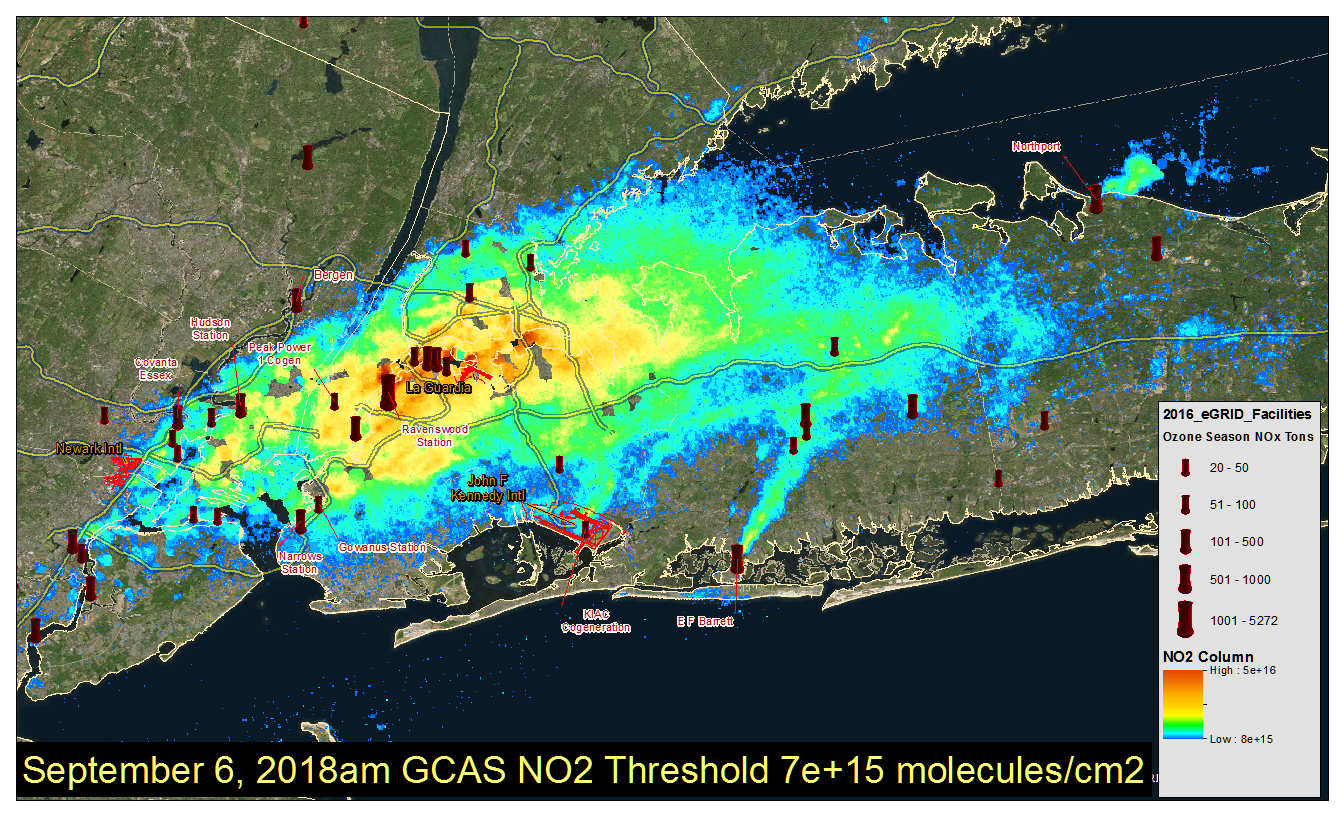 Northport
Bergen
Hudson
Station
Peak Power
1 Cogen
Covanta
Essex
La Guardia
Ravenswood
Station
Newark Intl
John F
Kennedy Intl
Gowanus Station
Narrows
Station
KIAC
Cogeneration
E F Barrett
2016_eGRID_Facilities
Ozone Season NOx Tons
20 - 50
51 - 100
101 - 500
501 - 1000
1001 - 5272
NO2 Column
High : 5e+16
Low : 8e+15
September 6, 2018am GCAS NO2 Threshold 7e+15 molecules/cm2